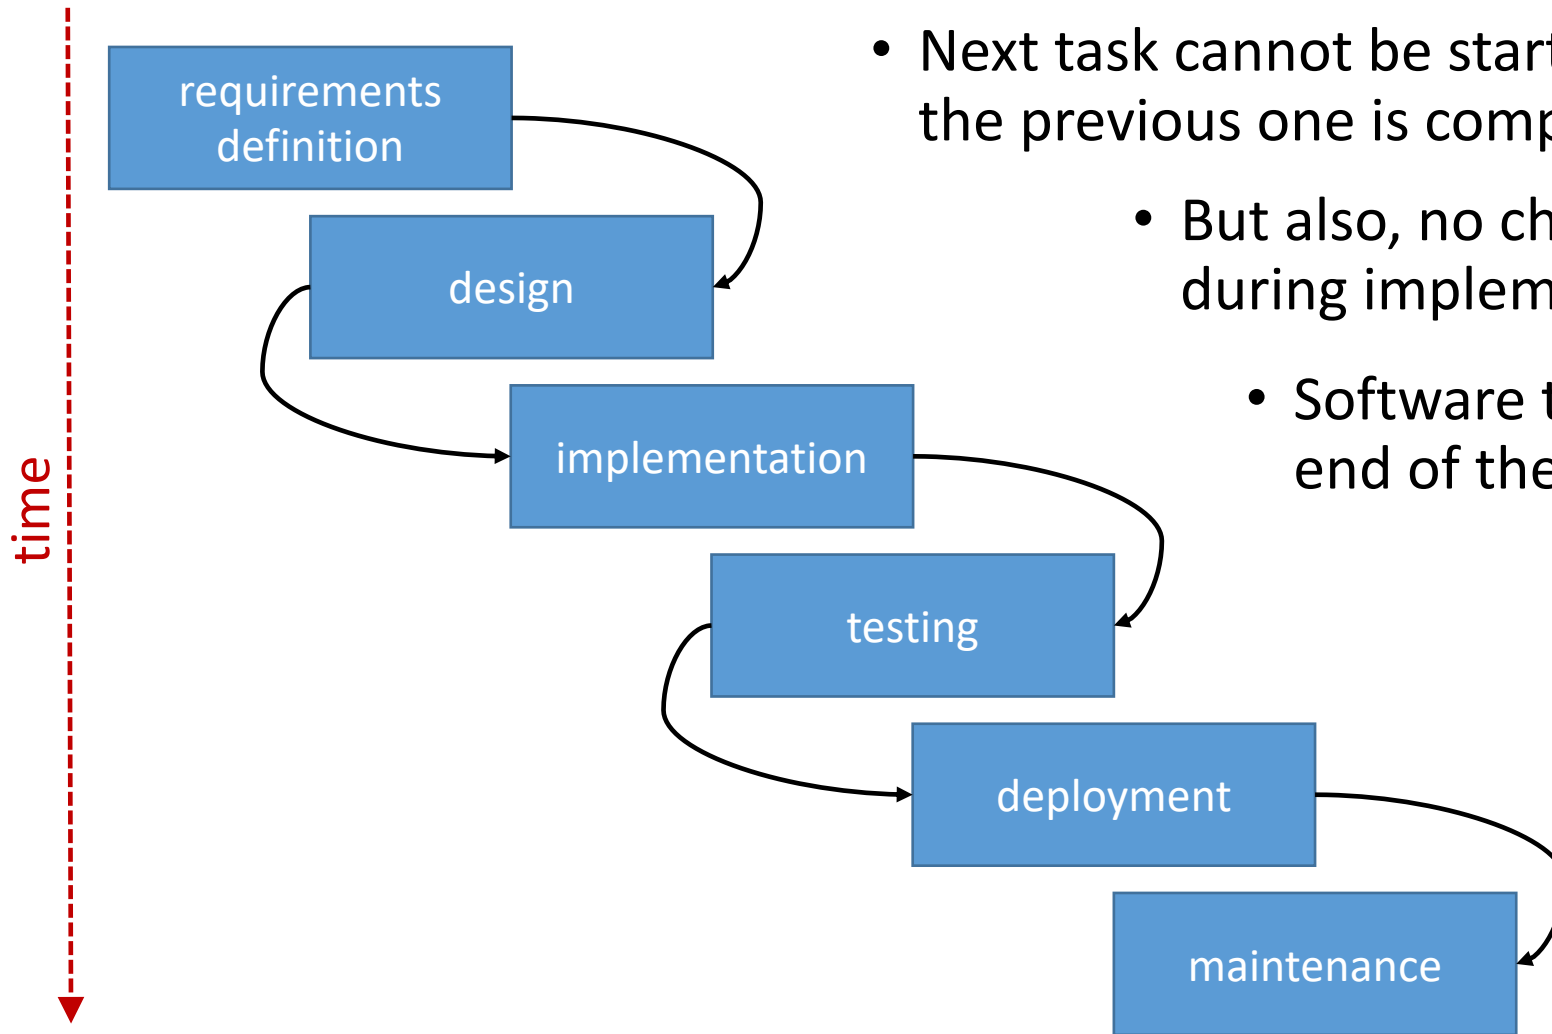 • Next task cannot be start
the previous one is comp
• But also, no ch
during implem
• Software t
end of the
requirements
definition
design
implementation
testing
deployment
maintenance
time